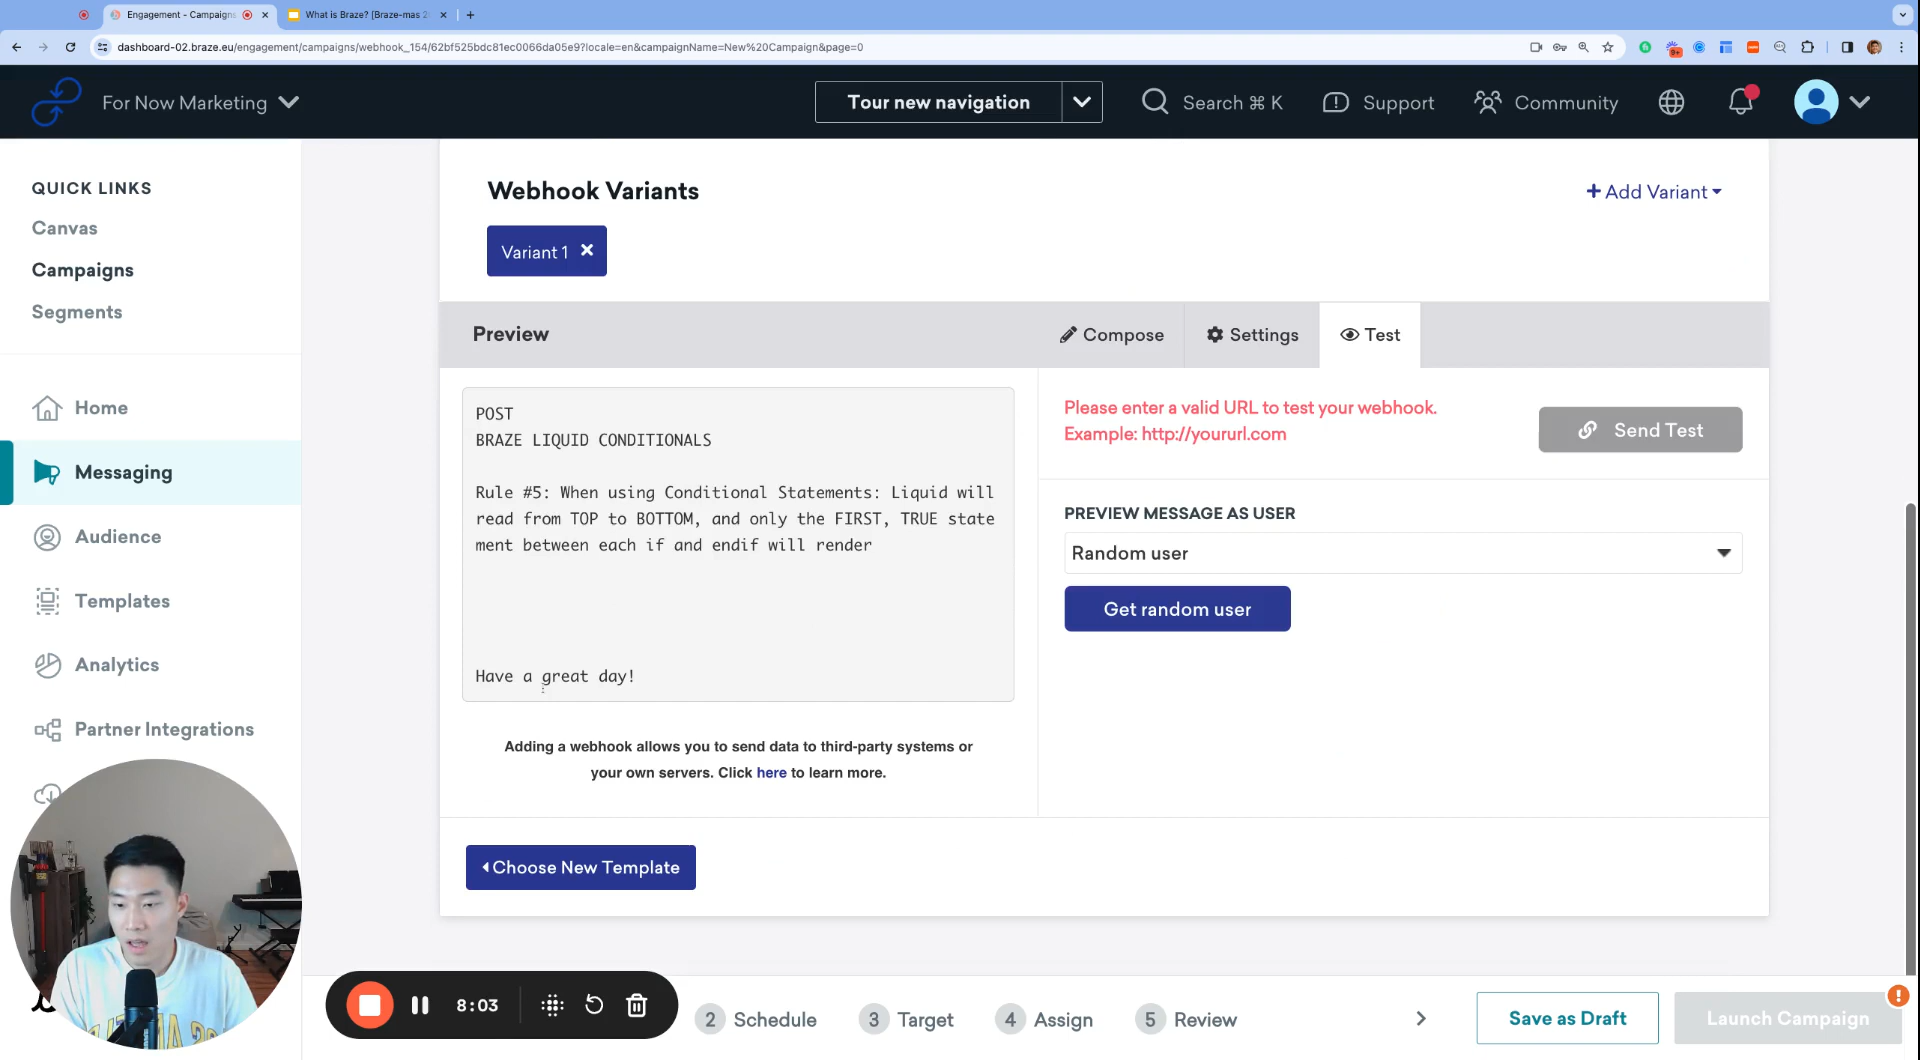 Engagement - Campaigns
What is Braze? [Braze-mas 2
dashboard-02.braze.eu/engagement/campaigns/webhook_154/62bf525bdc81ec0066da05e9?locale=en&campaignName=New%20Campaign&page=0
For Now Marketing
Tour new navigation
Search ⌘ K
Support
Community
QUICK LINKS
Canvas
Campaigns
Segments
Home
Messaging
Audience
Templates
Analytics
Partner Integrations
Webhook Variants
+ Add Variant
Variant 1
Preview
Compose
Settings
Test
POST
BRAZE LIQUID CONDITIONALS
Rule #5: When using Conditional Statements: Liquid will
read from TOP to BOTTOM, and only the FIRST, TRUE state
ment between each if and endif will render
Have a great day!
Adding a webhook allows you to send data to third-party systems or
your own servers. Click here to learn more.
Please enter a valid URL to test your webhook.
Example: http://yoururl.com
Send Test
PREVIEW MESSAGE AS USER
Random user
Get random user
Choose New Template
8:03
2 Schedule
3 Target
4 Assign
5 Review
Save as Draft
Launch Campaign